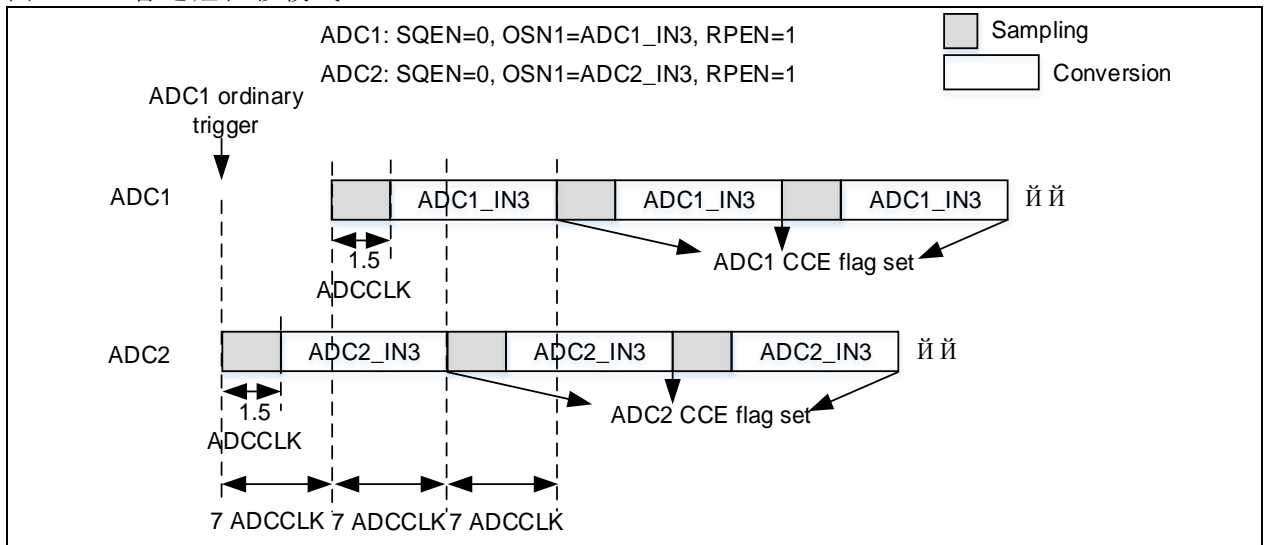 ADC1: SQEN=0, OSN1=ADC1_IN3, RPEN=1
ADC2: SQEN=0, OSN1=ADC2_IN3, RPEN=1
Sampling
Conversion
ADC1 ordinary
trigger
ADC1
ADC1_IN3
ADC1_IN3
ADC1_IN3
Й Й
1.5
ADCCLK
ADC1 CCE flag set
ADC2
ADC2_IN3
ADC2_IN3
ADC2_IN3
Й Й
1.5
ADCCLK
ADC2 CCE flag set
7 ADCCLK
7 ADCCLK
7 ADCCLK